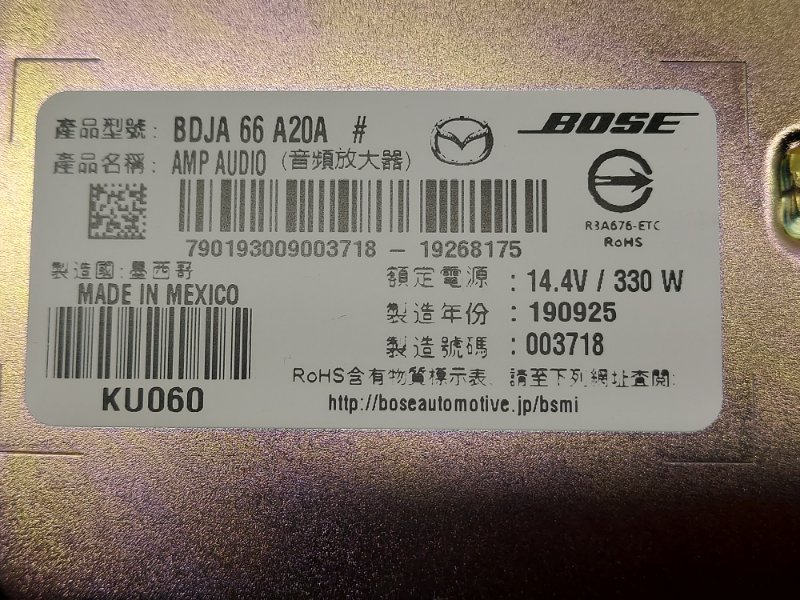 產品型號: BDJA 66 A20A #
BOSE
產品名稱: AMP AUDIO (音頻放大器)
R3A676-ETC
RoHS
790193009003718 - 19268175
製造國:墨西哥
MADE IN MEXICO
額定電源 : 14.4V / 330 W
製造年份 : 190925
製造號碼 : 003718
KU060
RoHS含有物質標示表, 請至下列網址查閱:
http://boseautomotive.jp/bsmi